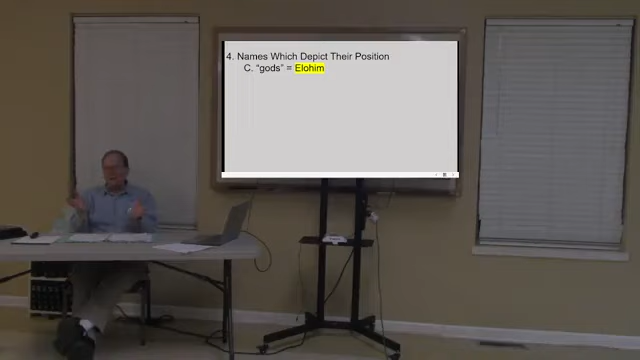 4. Names Which Depict Their Position
C. "gods" = Elohim